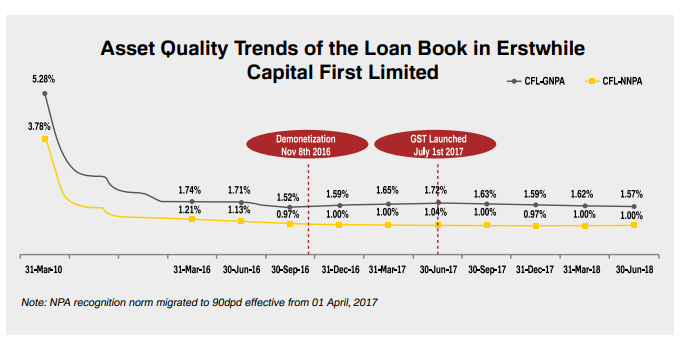 Asset Quality Trends of the Loan Book in Erstwhile
Capital First Limited
CFL-GNPA CFL-NNPA
5.28%
3.78%
Demonetization
Nov 8th 2016
GST Launched
July 1st 2017
1.74% 1.71% 1.52% 1.59% 1.65% 1.72% 1.63% 1.59% 1.62% 1.57%
1.21% 1.13% 0.97% 1.00% 1.00% 1.04% 1.00% 0.97% 1.00% 1.00%
31-Mar-10 31-Mar-16 30-Jun-16 30-Sep-16 31-Dec-16 31-Mar-17 30-Jun-17 30-Sep-17 31-Dec-17 31-Mar-18 30-Jun-18
Note: NPA recognition norm migrated to 90dpd effective from 01 April, 2017